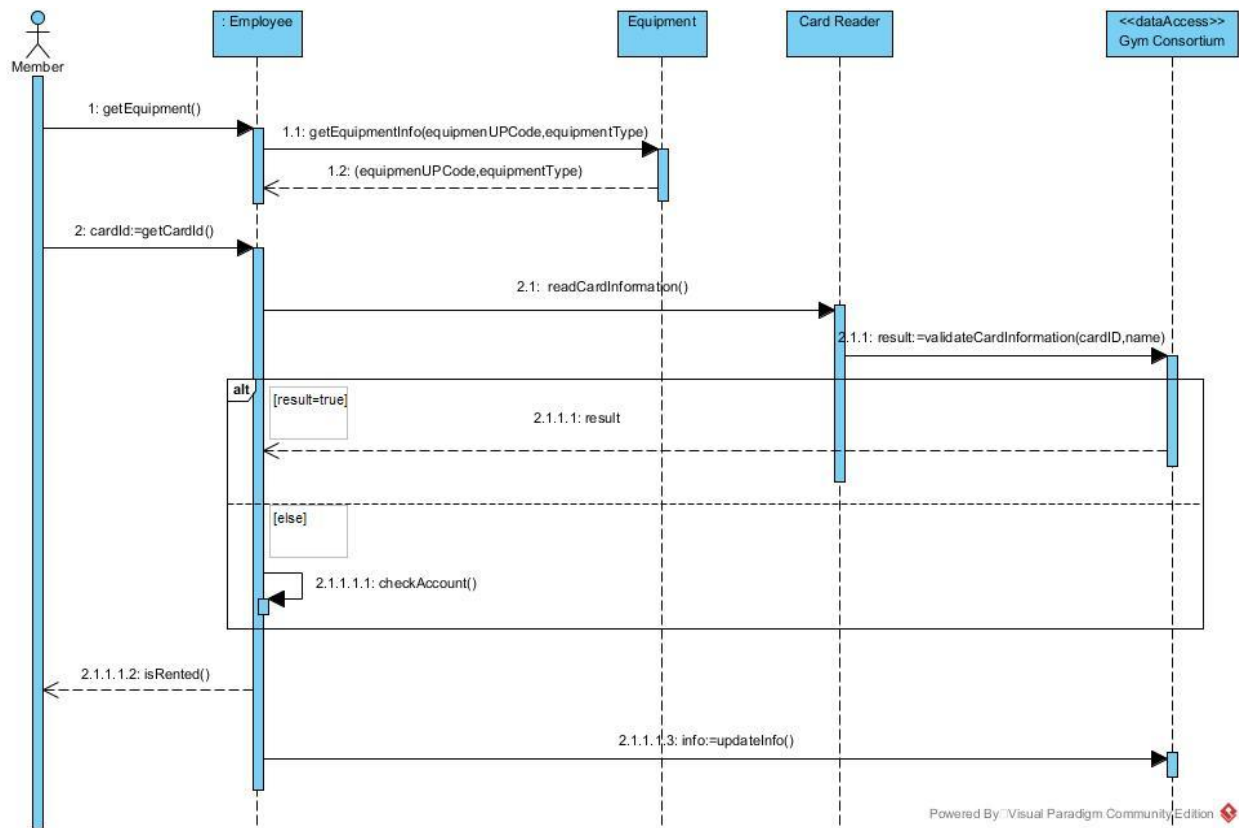 : Employee
Equipment
Card Reader
<<dataAccess>>
Gym Consortium
Member
1: getEquipment()
1.1: getEquipmentInfo(equipmenUPCode,equipmentType)
1.2: (equipmenUPCode,equipmentType)
2: cardId:=getCardId()
2.1: readCardInformation()
2.1.1: result:=validateCardInformation(cardID,name)
alt
[result=true]
2.1.1.1: result
[else]
2.1.1.1.1: checkAccount()
2.1.1.1.2: isRented()
2.1.1.1.3: info:=updateInfo()
Powered By Visual Paradigm Community Edition